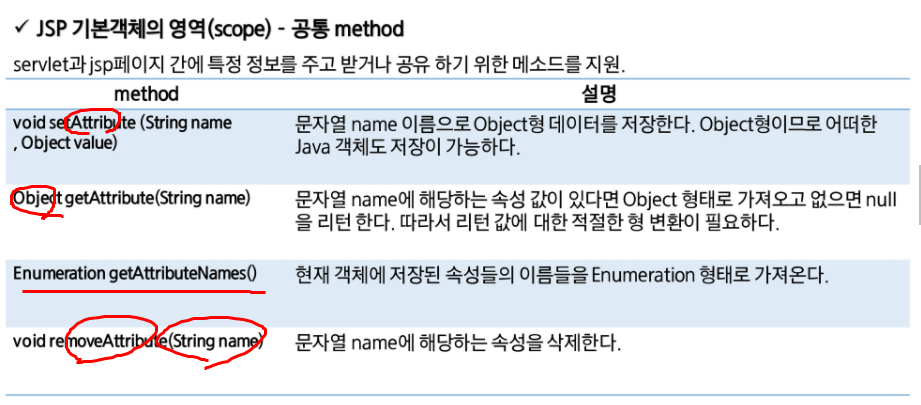 ✓ JSP 기본객체의 영역(scope) - 공통 method
servlet과 jsp페이지 간에 특정 정보를 주고 받거나 공유 하기 위한 메소드를 지원.
method 설명
void setAttribute (String name
, Object value)
문자열 name 이름으로 Object형 데이터를 저장한다. Object형이므로 어떠한
Java 객체도 저장이 가능하다.
Object getAttribute(String name)
문자열 name에 해당하는 속성 값이 있다면 Object 형태로 가져오고 없으면 null
을 리턴 한다. 따라서 리턴 값에 대한 적절한 형 변환이 필요하다.
Enumeration getAttributeNames()
현재 객체에 저장된 속성들의 이름들을 Enumeration 형태로 가져온다.
void removeAttribute(String name)
문자열 name에 해당하는 속성을 삭제한다.